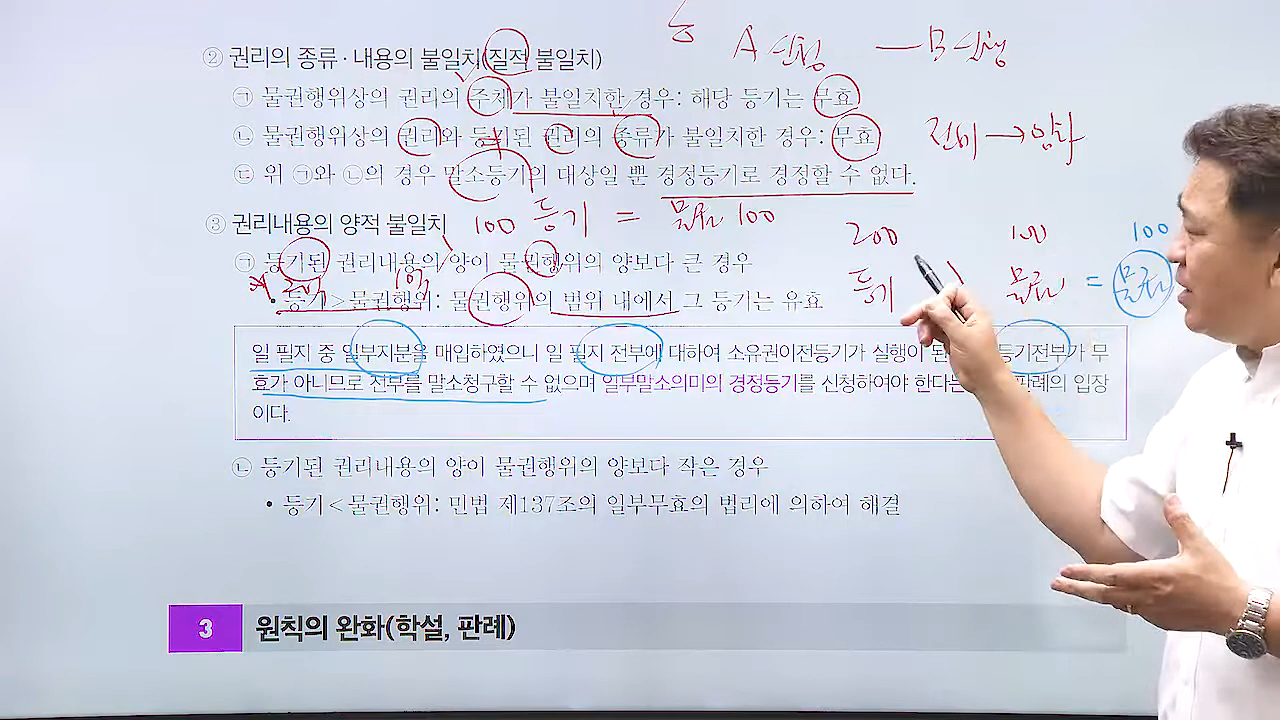 A신청 — B실행
② 권리의 종류·내용의 불일치(질적 불일치)
㉠ 물권행위상의 권리의 주체가 불일치한 경우: 해당 등기는 무효
㉡ 물권행위상의 권리와 등기된 권리의 종류가 불일치한 경우: 무효
㉢ 위 ㉠와 ㉡의 경우 말소등기의 대상일 뿐 경정등기로 경정할 수 없다.
100 등기 = 물권 100
③ 권리내용의 양적 불일치
200 100 100
㉠ 등기된 권리내용의 양이 물권행위의 양보다 큰 경우
등기 물권 = 물권
• 등기>물권행위: 물권행위의 범위 내에서 그 등기는 유효
일 필지 중 일부지분을 매입하였으니 일 필지 전부에 대하여 소유권이전등기가 실행이 된 등기전부가 무
효가 아니므로 전부를 말소청구할 수 없으며 일부말소의미의 경정등기를 신청하여야 한다는 판례의 입장
이다.
㉡ 등기된 권리내용의 양이 물권행위의 양보다 작은 경우
• 등기<물권행위: 민법 제137조의 일부무효의 법리에 의하여 해결
3 원칙의 완화(학설, 판례)